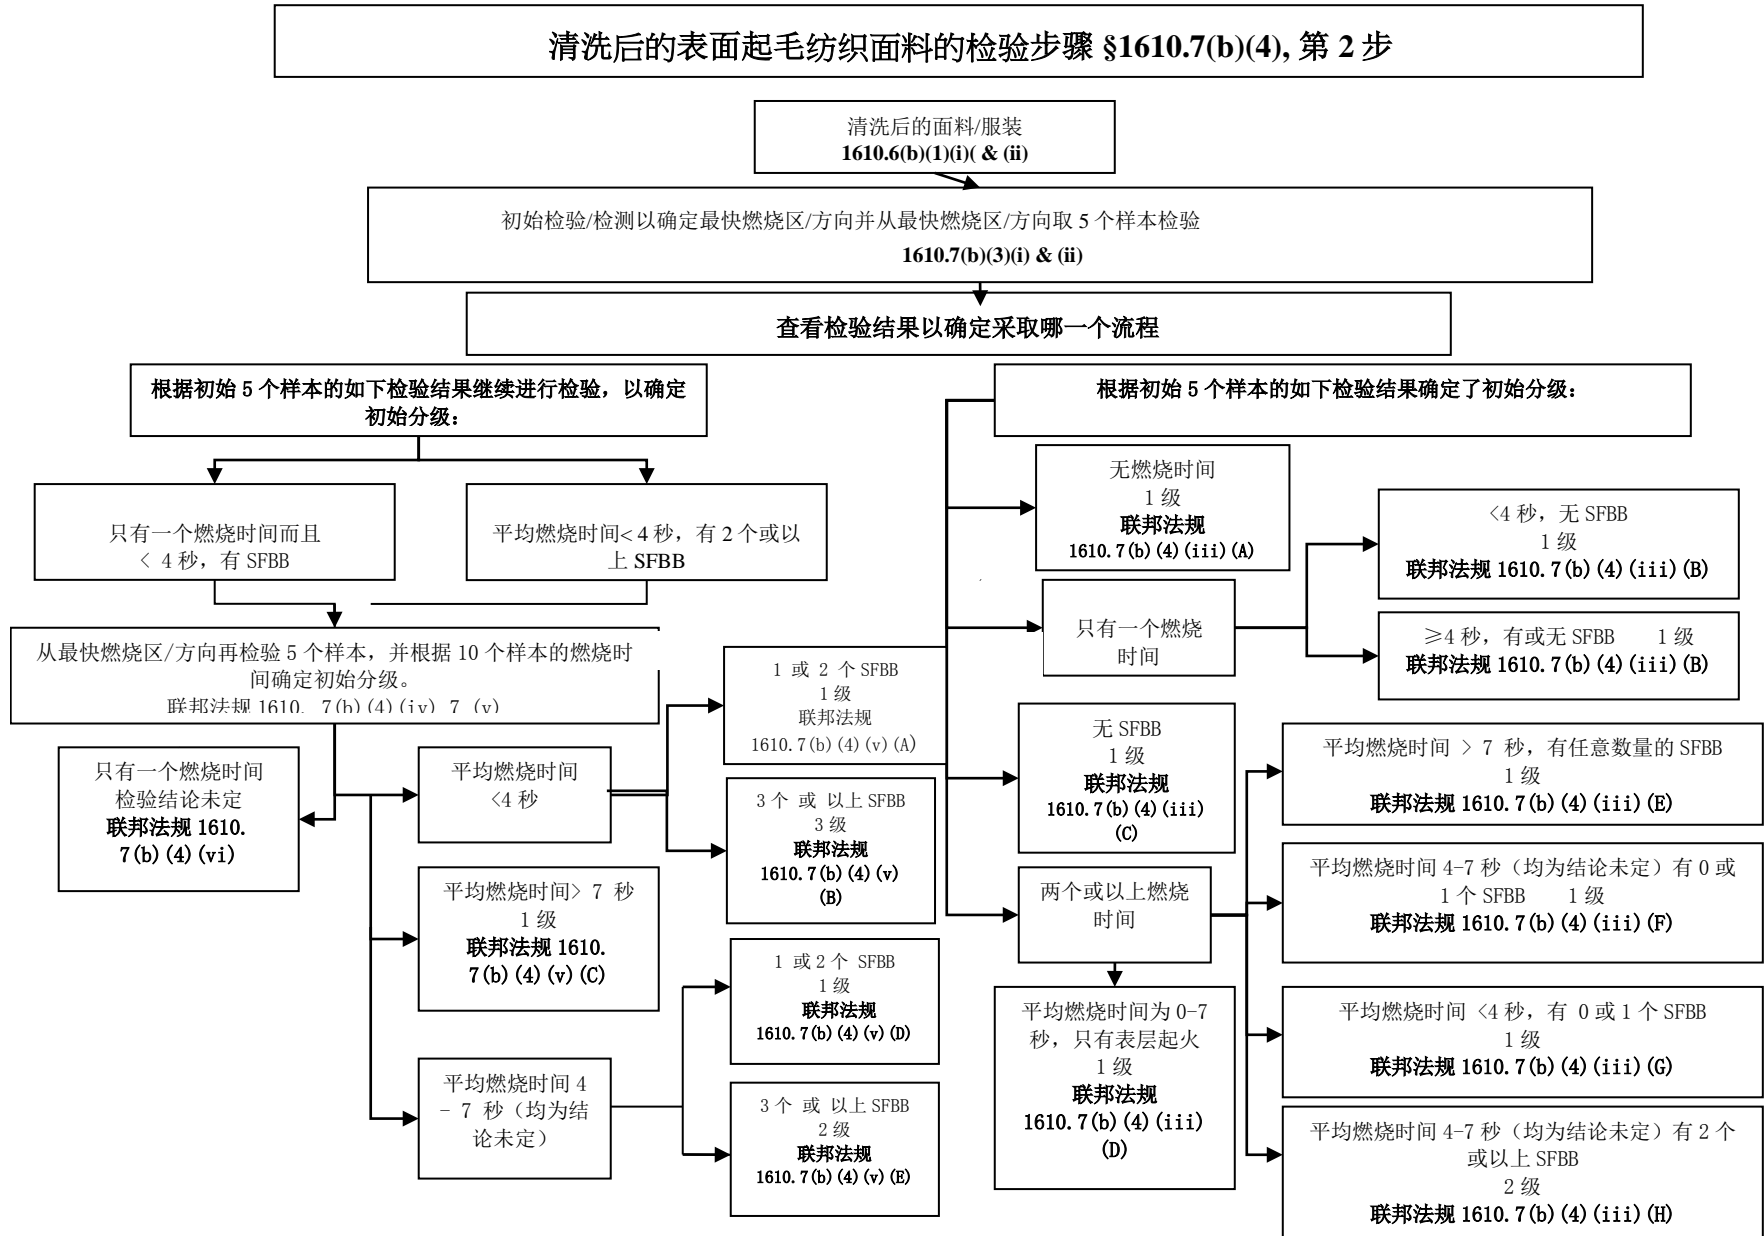 清洗后的表面起毛纺织面料的检验步骤 §1610.7(b)(4), 第 2 步
清洗后的面料/服装
1610.6(b)(1)(i)( & (ii)
初始检验/检测以确定最快燃烧区/方向并从最快燃烧区/方向取 5 个样本检验
1610.7(b)(3)(i) & (ii)
查看检验结果以确定采取哪一个流程
根据初始 5 个样本的如下检验结果继续进行检验，以确定
初始分级：
只有一个燃烧时间而且
< 4 秒，有 SFBB
平均燃烧时间< 4 秒，有 2 个或以
上 SFBB
从最快燃烧区/方向再检验 5 个样本，并根据 10 个样本的燃烧时
间确定初始分级。
联邦法规 1610. 7(b)(4)(iv) 7 (v)
只有一个燃烧时间
检验结论未定
联邦法规 1610.
7(b)(4)(vi)
平均燃烧时间
<4 秒
1 或 2 个 SFBB
1 级
联邦法规
1610.7(b)(4)(v)(A)
3 个 或 以上 SFBB
3 级
联邦法规
1610.7(b)(4)(v)
(B)
平均燃烧时间> 7 秒
1 级
联邦法规 1610.
7(b)(4)(v)(C)
平均燃烧时间 4
- 7 秒（均为结
论未定）
1 或 2 个 SFBB
1 级
联邦法规
1610.7(b)(4)(v)(D)
3 个 或 以上 SFBB
2 级
联邦法规
1610.7(b)(4)(v)(E)
根据初始 5 个样本的如下检验结果确定了初始分级：
无燃烧时间
1 级
联邦法规
1610.7(b)(4)(iii)(A)
只有一个燃烧
时间
<4 秒，无 SFBB
1 级
联邦法规 1610.7(b)(4)(iii)(B)
≥4 秒，有或无 SFBB 1 级
联邦法规 1610.7(b)(4)(iii)(B)
无 SFBB
1 级
联邦法规
1610.7(b)(4)(iii)
(C)
两个或以上燃烧
时间
平均燃烧时间为 0-7
秒，只有表层起火
1 级
联邦法规
1610.7(b)(4)(iii)
(D)
平均燃烧时间 > 7 秒，有任意数量的 SFBB
1 级
联邦法规 1610.7(b)(4)(iii)(E)
平均燃烧时间 4-7 秒（均为结论未定）有 0 或
1 个 SFBB 1 级
联邦法规 1610.7(b)(4)(iii)(F)
平均燃烧时间 <4 秒，有 0 或 1 个 SFBB
1 级
联邦法规 1610.7(b)(4)(iii)(G)
平均燃烧时间 4-7 秒（均为结论未定）有 2 个
或以上 SFBB
2 级
联邦法规 1610.7(b)(4)(iii)(H)